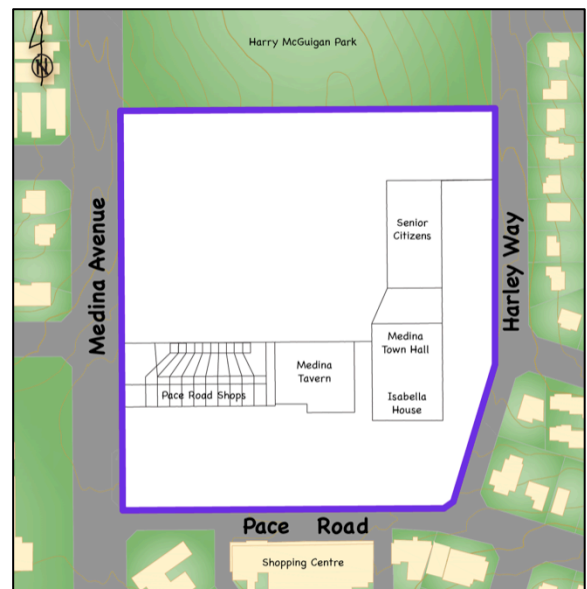 Harry McGuigan Park
N
Medina Avenue
Harley Way
Senior
Citizens
Medina
Town Hall
Medina
Tavern
Isabella
House
Pace Road Shops
Pace Road
Shopping Centre